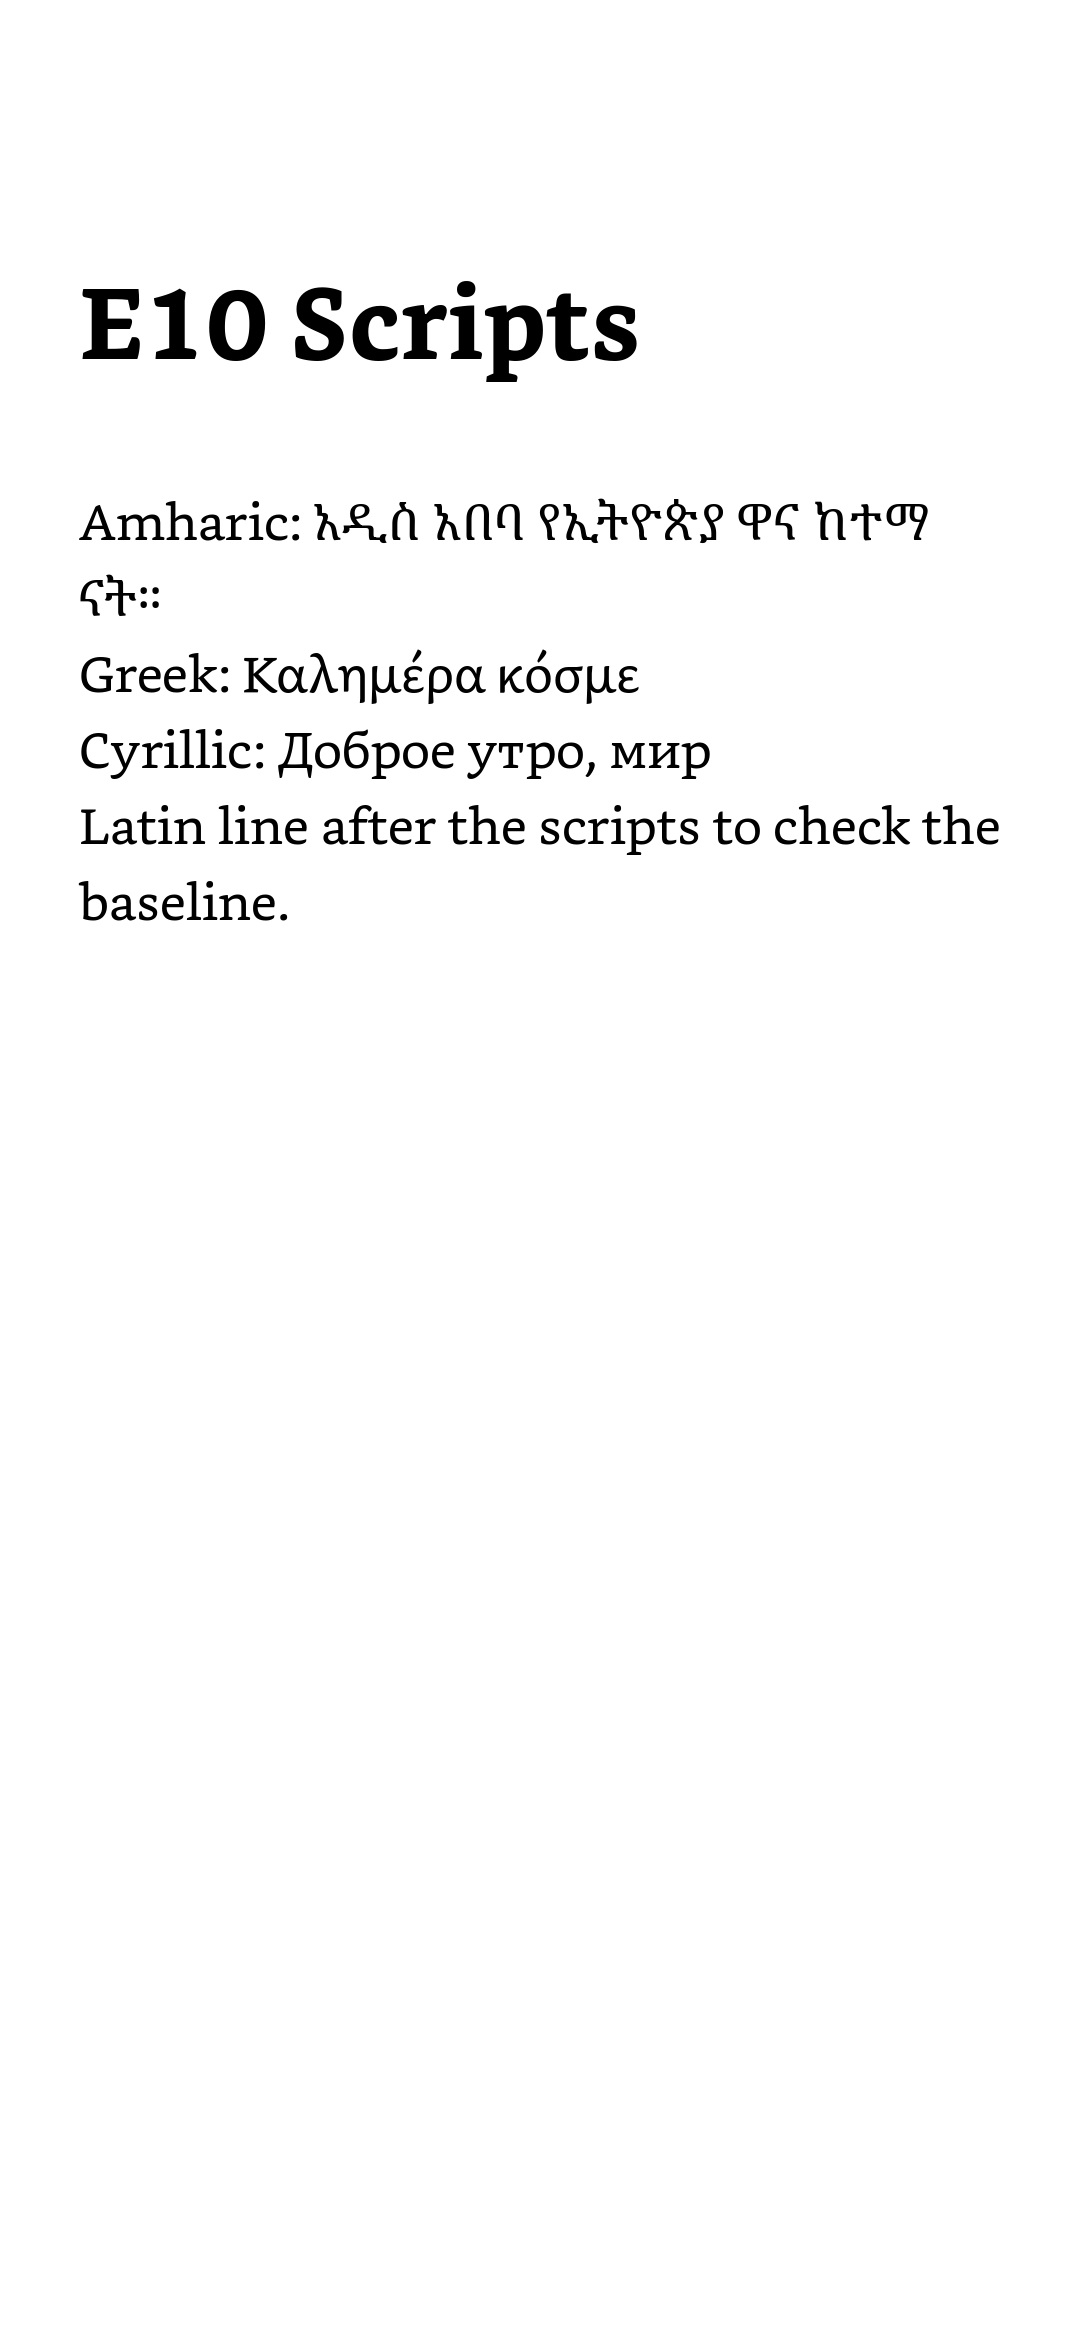 E10 Scripts
Amharic: አዲስ አበባ የኢትዮጵያ ዋና ከተማ
ናት።
Greek: Καλημέρα κόσμε
Cyrillic: Доброе утро, мир
Latin line after the scripts to check the
baseline.